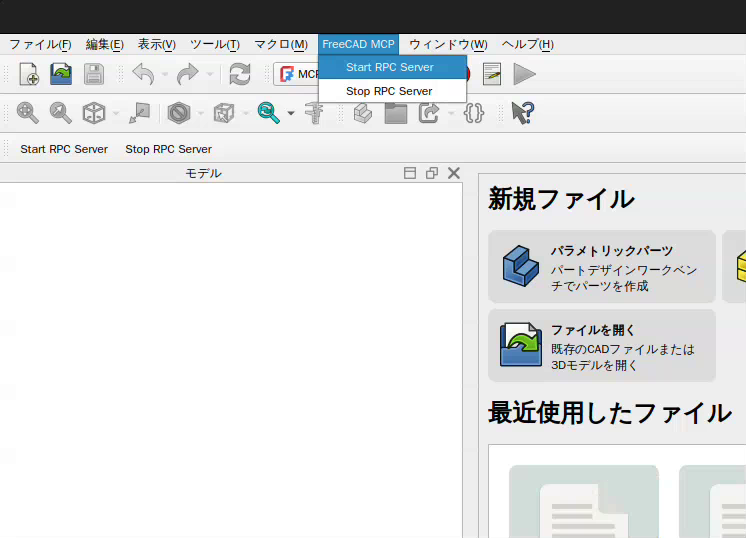 ファイル(F) 編集(E) 表示(V) ツール(T) マクロ(M) FreeCAD MCP ウィンドウ(W) ヘルプ(H)
Start RPC Server
MCP
Stop RPC Server
Start RPC Server Stop RPC Server
モデル
新規ファイル
パラメトリックパーツ
パートデザインワークベン
チでパーツを作成
ファイルを開く
既存のCADファイルまたは
3Dモデルを開く
最近使用したファイル